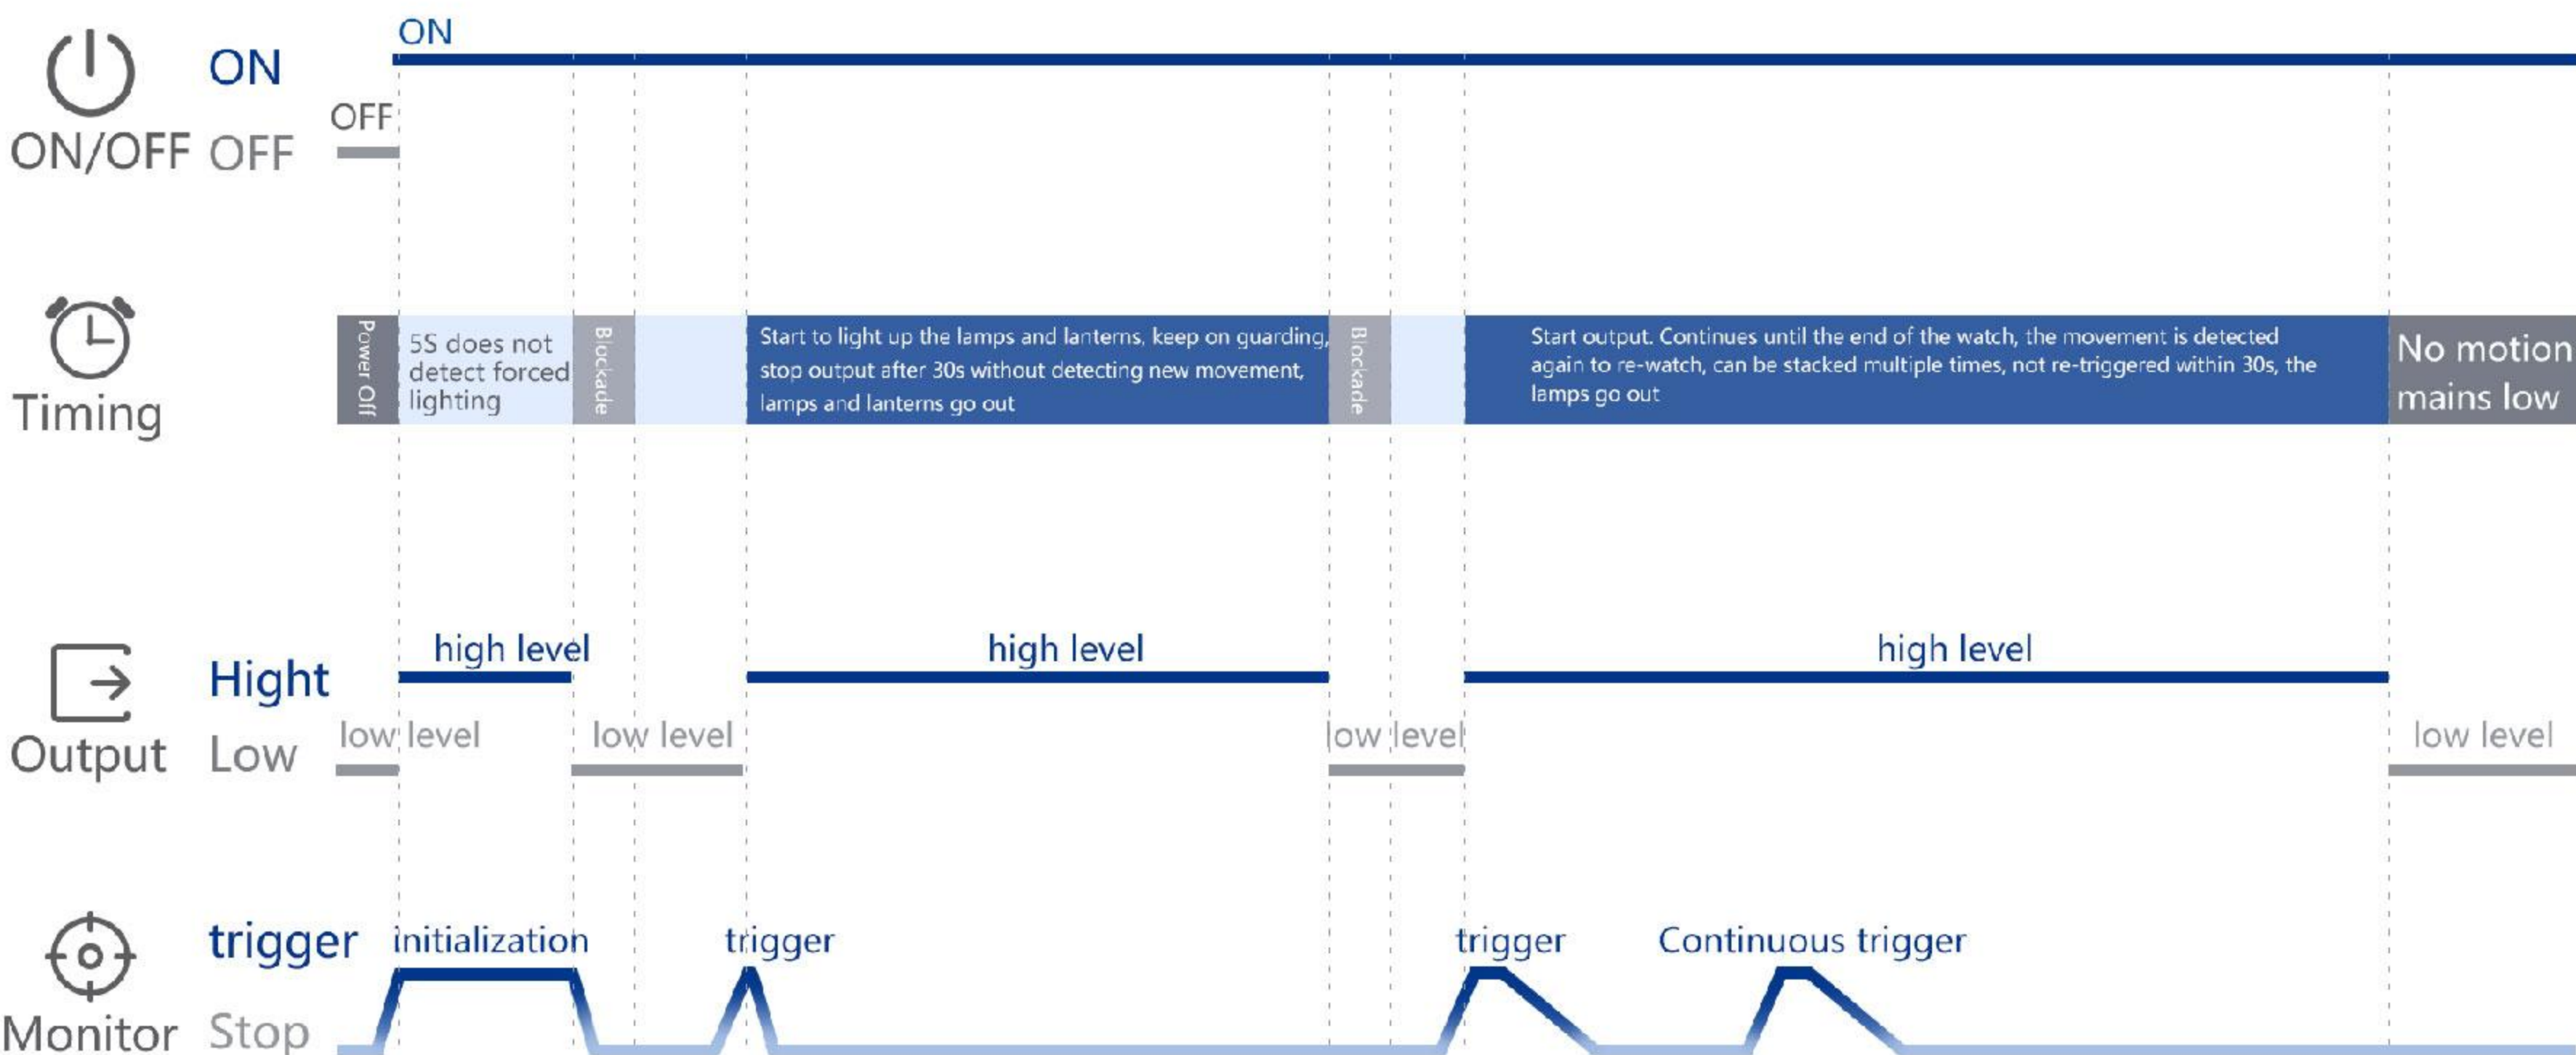 ON
ON
OFF
ON/OFF
OFF
Timing
Power Off
5S does not
detect forced
lighting
Blockade
Start to light up the lamps and lanterns, keep on guarding,
stop output after 30s without detecting new movement,
lamps and lanterns go out
Blockade
Start output. Continues until the end of the watch, the movement is detected
again to re-watch, can be stacked multiple times, not re-triggered within 30s, the
lamps go out
No motion
mains low
Output
Hight
Low
high level
high level
high level
low level
low level
low level
low level
Monitor
trigger
Stop
initialization
trigger
trigger
Continuous trigger